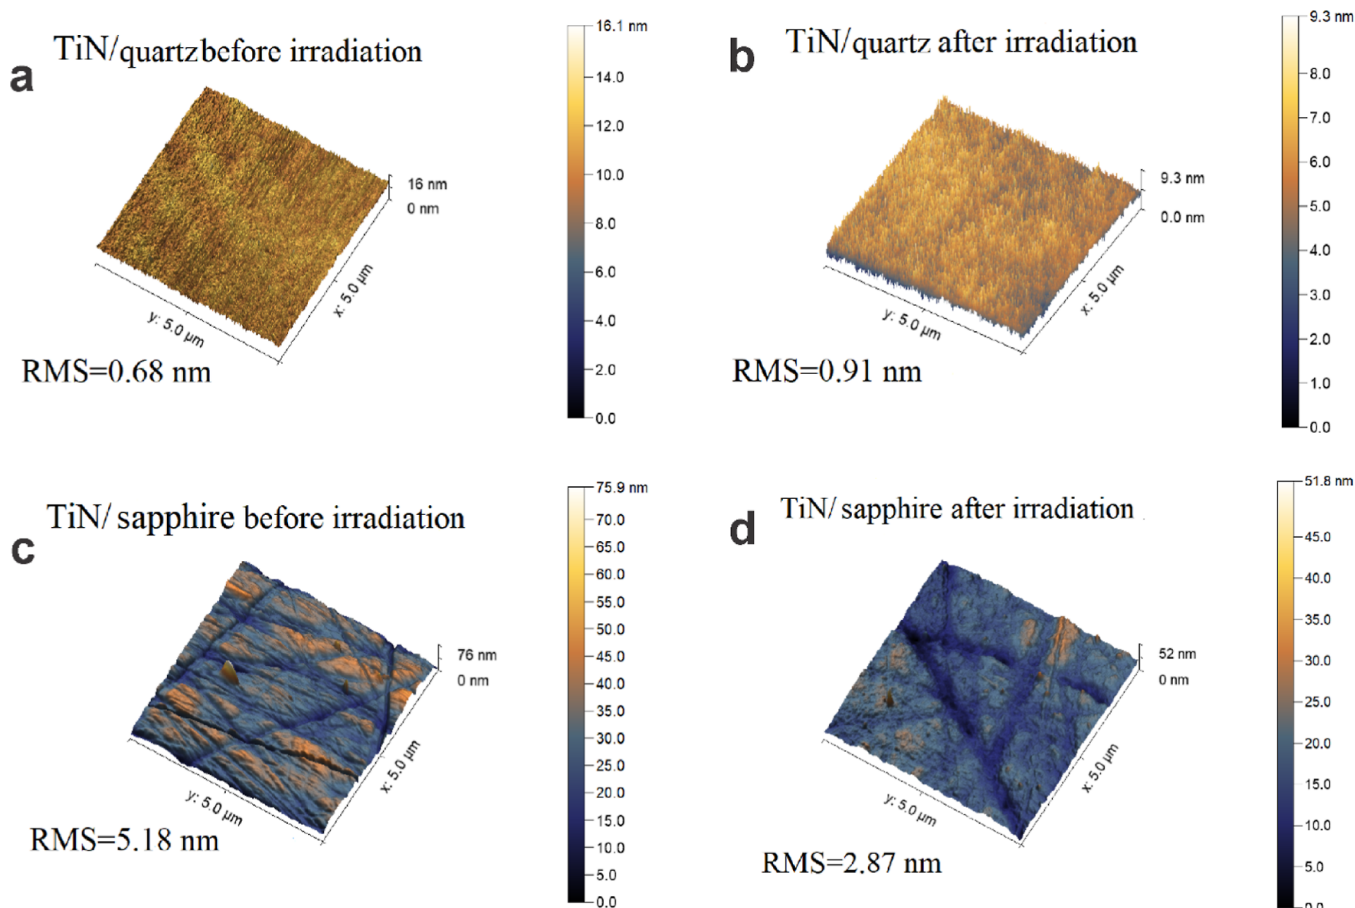 a
TiN/quartz before irradiation
16.1 nm
14.0
12.0
10.0
8.0
6.0
4.0
2.0
0.0
16 nm
0 nm
x: 5.0 µm
y: 5.0 µm
RMS=0.68 nm
b
TiN/quartz after irradiation
9.3 nm
8.0
7.0
6.0
5.0
4.0
3.0
2.0
1.0
0.0
9.3 nm
0.0 nm
x: 5.0 µm
y: 5.0 µm
RMS=0.91 nm
c
TiN/ sapphire before irradiation
75.9 nm
70.0
65.0
60.0
55.0
50.0
45.0
40.0
35.0
30.0
25.0
20.0
15.0
10.0
5.0
0.0
76 nm
0 nm
x: 5.0 µm
y: 5.0 µm
RMS=5.18 nm
d
TiN/ sapphire after irradiation
51.8 nm
45.0
40.0
35.0
30.0
25.0
20.0
15.0
10.0
5.0
0.0
52 nm
0 nm
x: 5.0 µm
y: 5.0 µm
RMS=2.87 nm